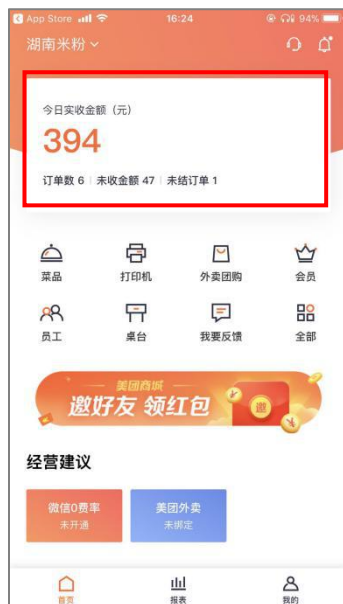 App Store 16:24 94%
湖南米粉
今日实收金额（元）
394
订单数 6 未收金额 47 未结订单 1
菜品 打印机 外卖团购 会员
员工 桌台 我要反馈 全部
美团商城
邀好友 领红包
邀
经营建议
微信0费率 美团外卖
未开通 未绑定
首页 报表 我的